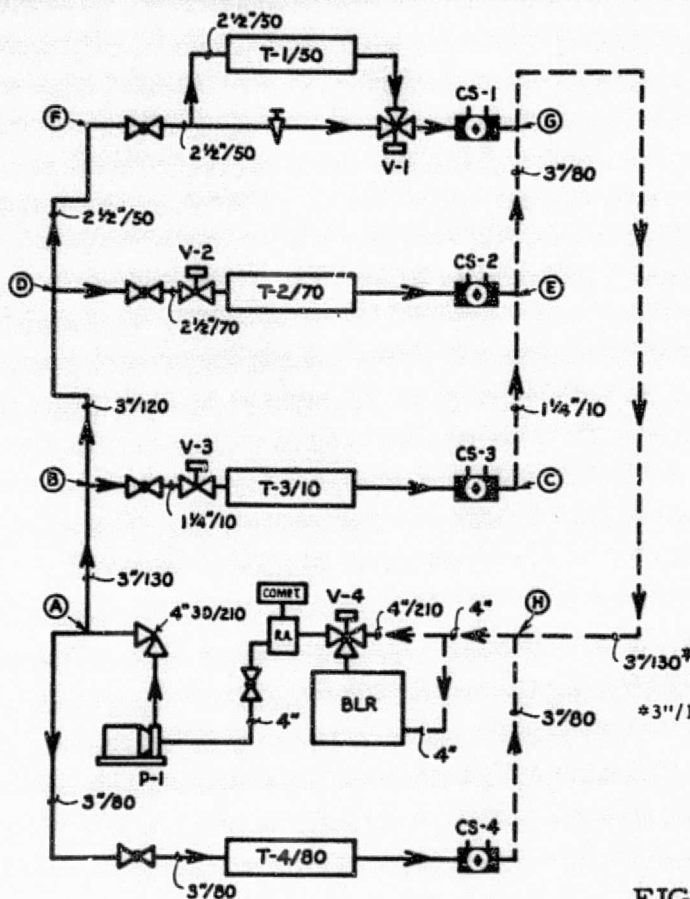 2½"/50
T-1/50
CS-1
F
G
2½"/50
V-1
3"/80
2½"/50
V-2
CS-2
D
T-2/70
E
2½"/70
3"/120
1¼"/10
V-3
CS-3
B
T-3/10
C
1¼"/10
3"/130
A
4" 3D/210
V-4
4"/210
4"
H
3"/130*
BLR
3"/80
*3"/1
4"
4"
P-1
3"/80
CS-4
T-4/80
3"/80
FIG